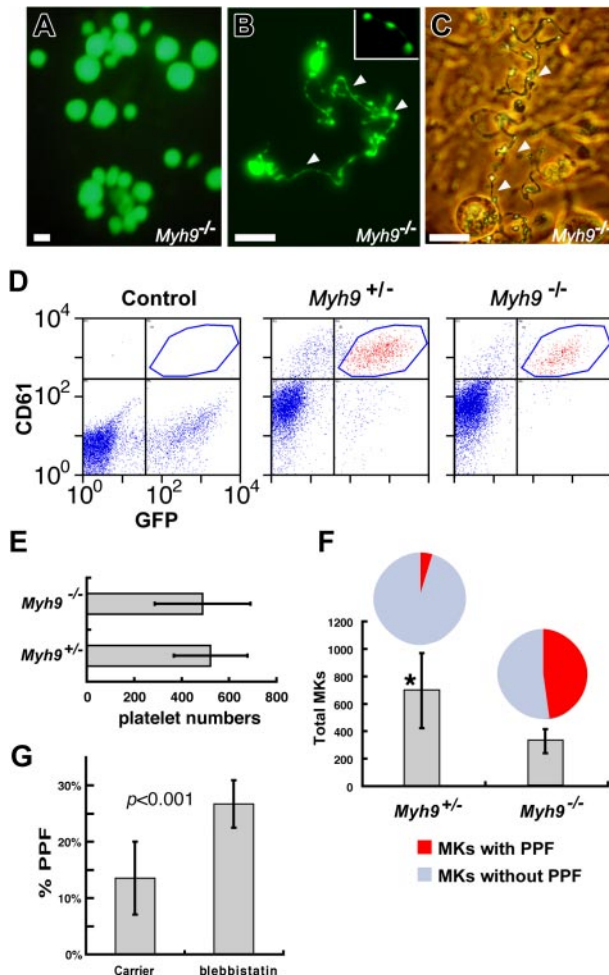 A
B
C
Myh9-/-
Myh9-/-
Myh9-/-
D
Control
Myh9+/-
Myh9-/-
CD61
10^4
10^2
10^0
10^0 10^2 10^4
GFP
E
Myh9-/-
Myh9+/-
0 200 400 600 800
platelet numbers
F
Total MKs
1200
1000
800
600
400
200
0
*
Myh9+/-
Myh9-/-
MKs with PPF
MKs without PPF
G
% PPF
30%
20%
10%
0%
p<0.001
Carrier
blebbistatin